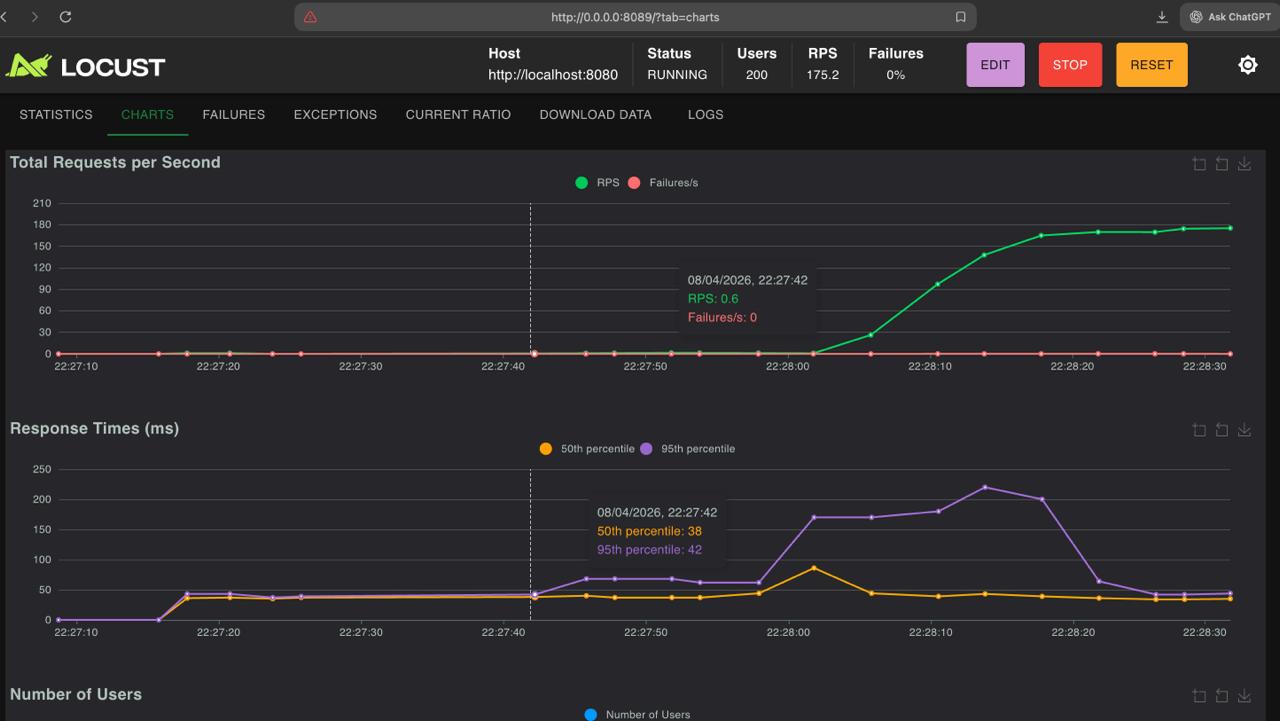 http://0.0.0.0:8089/?tab=charts
Ask ChatGPT
LOCUST
Host
http://localhost:8080
Status
RUNNING
Users
200
RPS
175.2
Failures
0%
EDIT
STOP
RESET
STATISTICS
CHARTS
FAILURES
EXCEPTIONS
CURRENT RATIO
DOWNLOAD DATA
LOGS
Total Requests per Second
RPS
Failures/s
210
180
150
120
90
60
30
0
08/04/2026, 22:27:42
RPS: 0.6
Failures/s: 0
22:27:10
22:27:20
22:27:30
22:27:40
22:27:50
22:28:00
22:28:10
22:28:20
22:28:30
Response Times (ms)
50th percentile
95th percentile
250
200
150
100
50
0
08/04/2026, 22:27:42
50th percentile: 38
95th percentile: 42
22:27:10
22:27:20
22:27:30
22:27:40
22:27:50
22:28:00
22:28:10
22:28:20
22:28:30
Number of Users
Number of Users